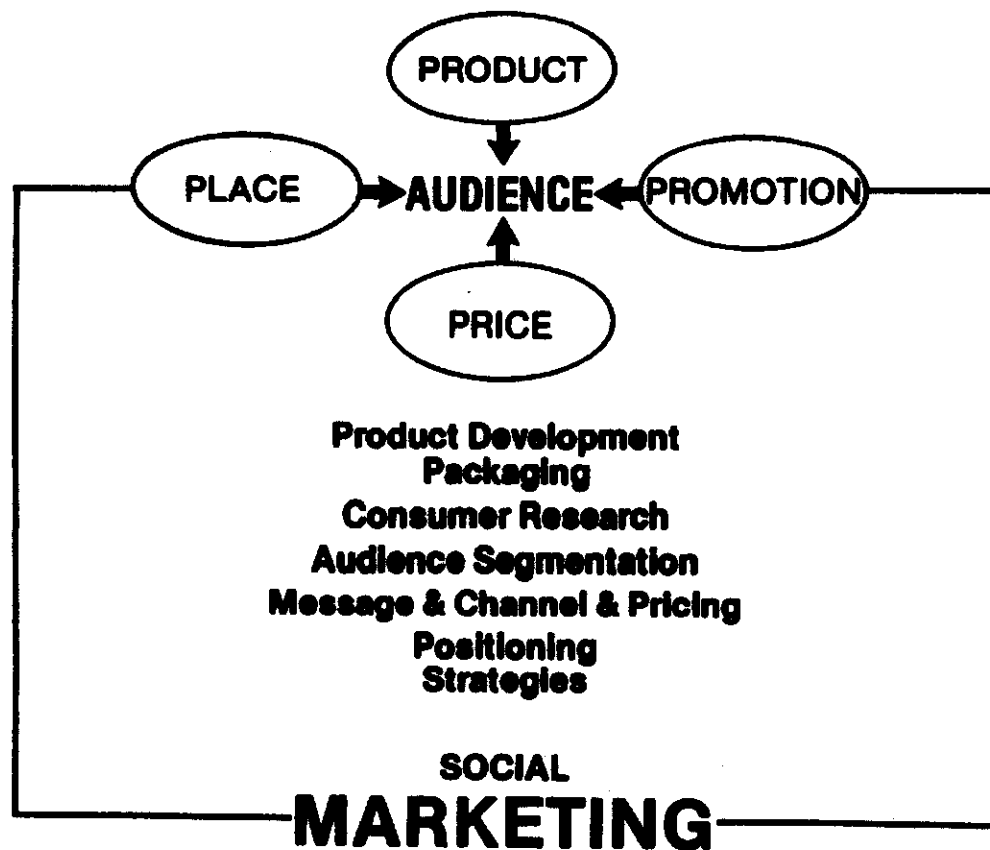 PRODUCT
PLACE
AUDIENCE
PROMOTION
PRICE
Product Development
Packaging
Consumer Research
Audience Segmentation
Message & Channel & Pricing
Positioning
Strategies
SOCIAL
MARKETING